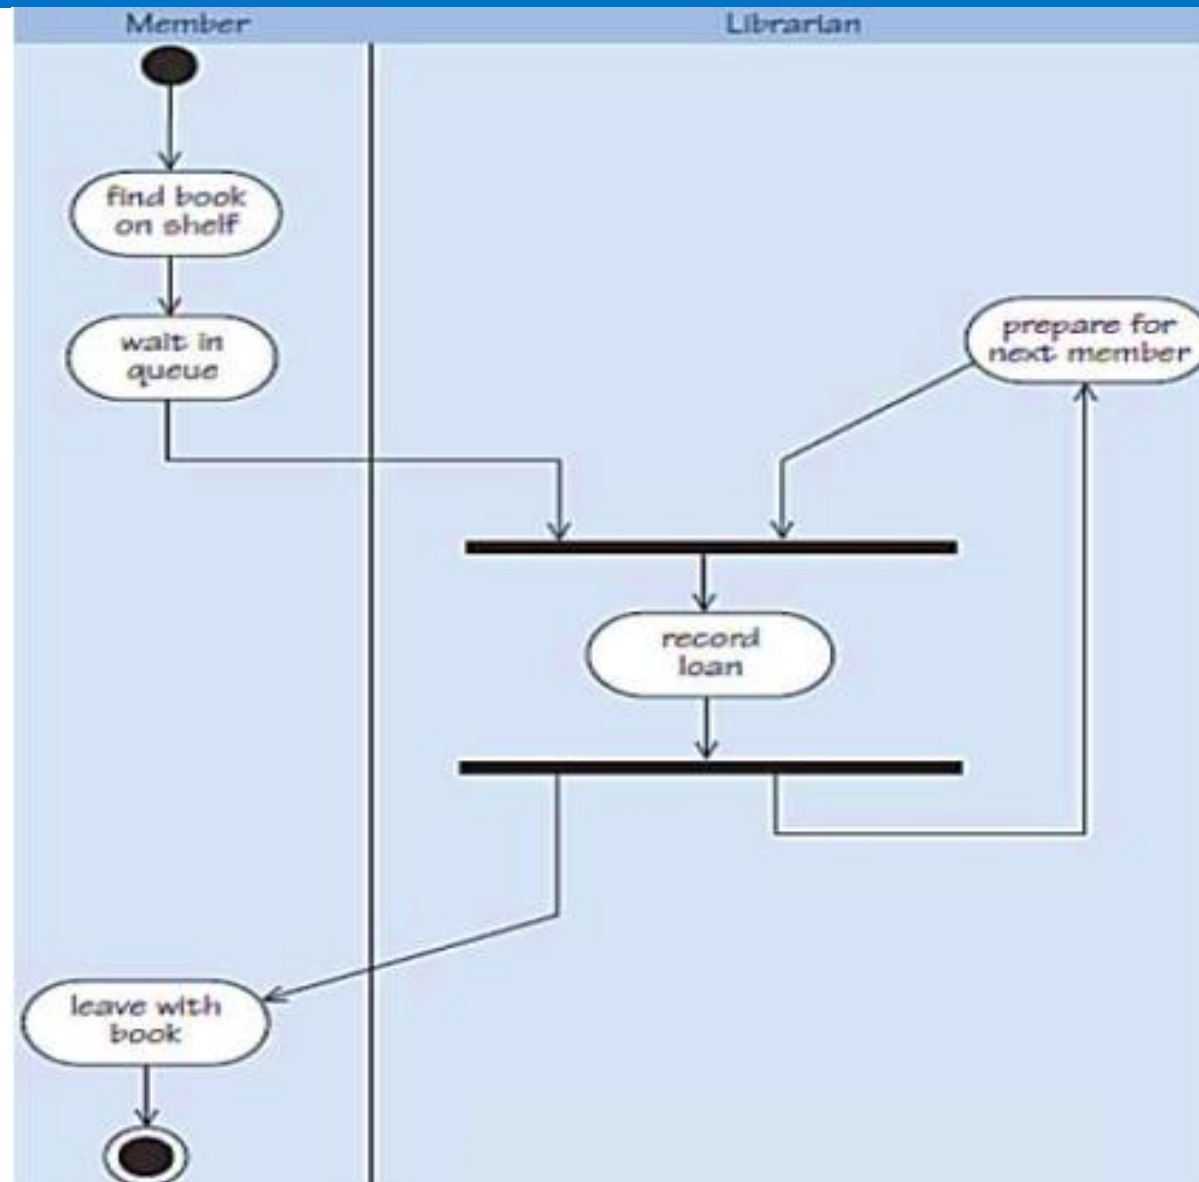 Member
Librarian
find book
on shelf
wait in
queue
prepare for
next member
record
loan
leave with
book